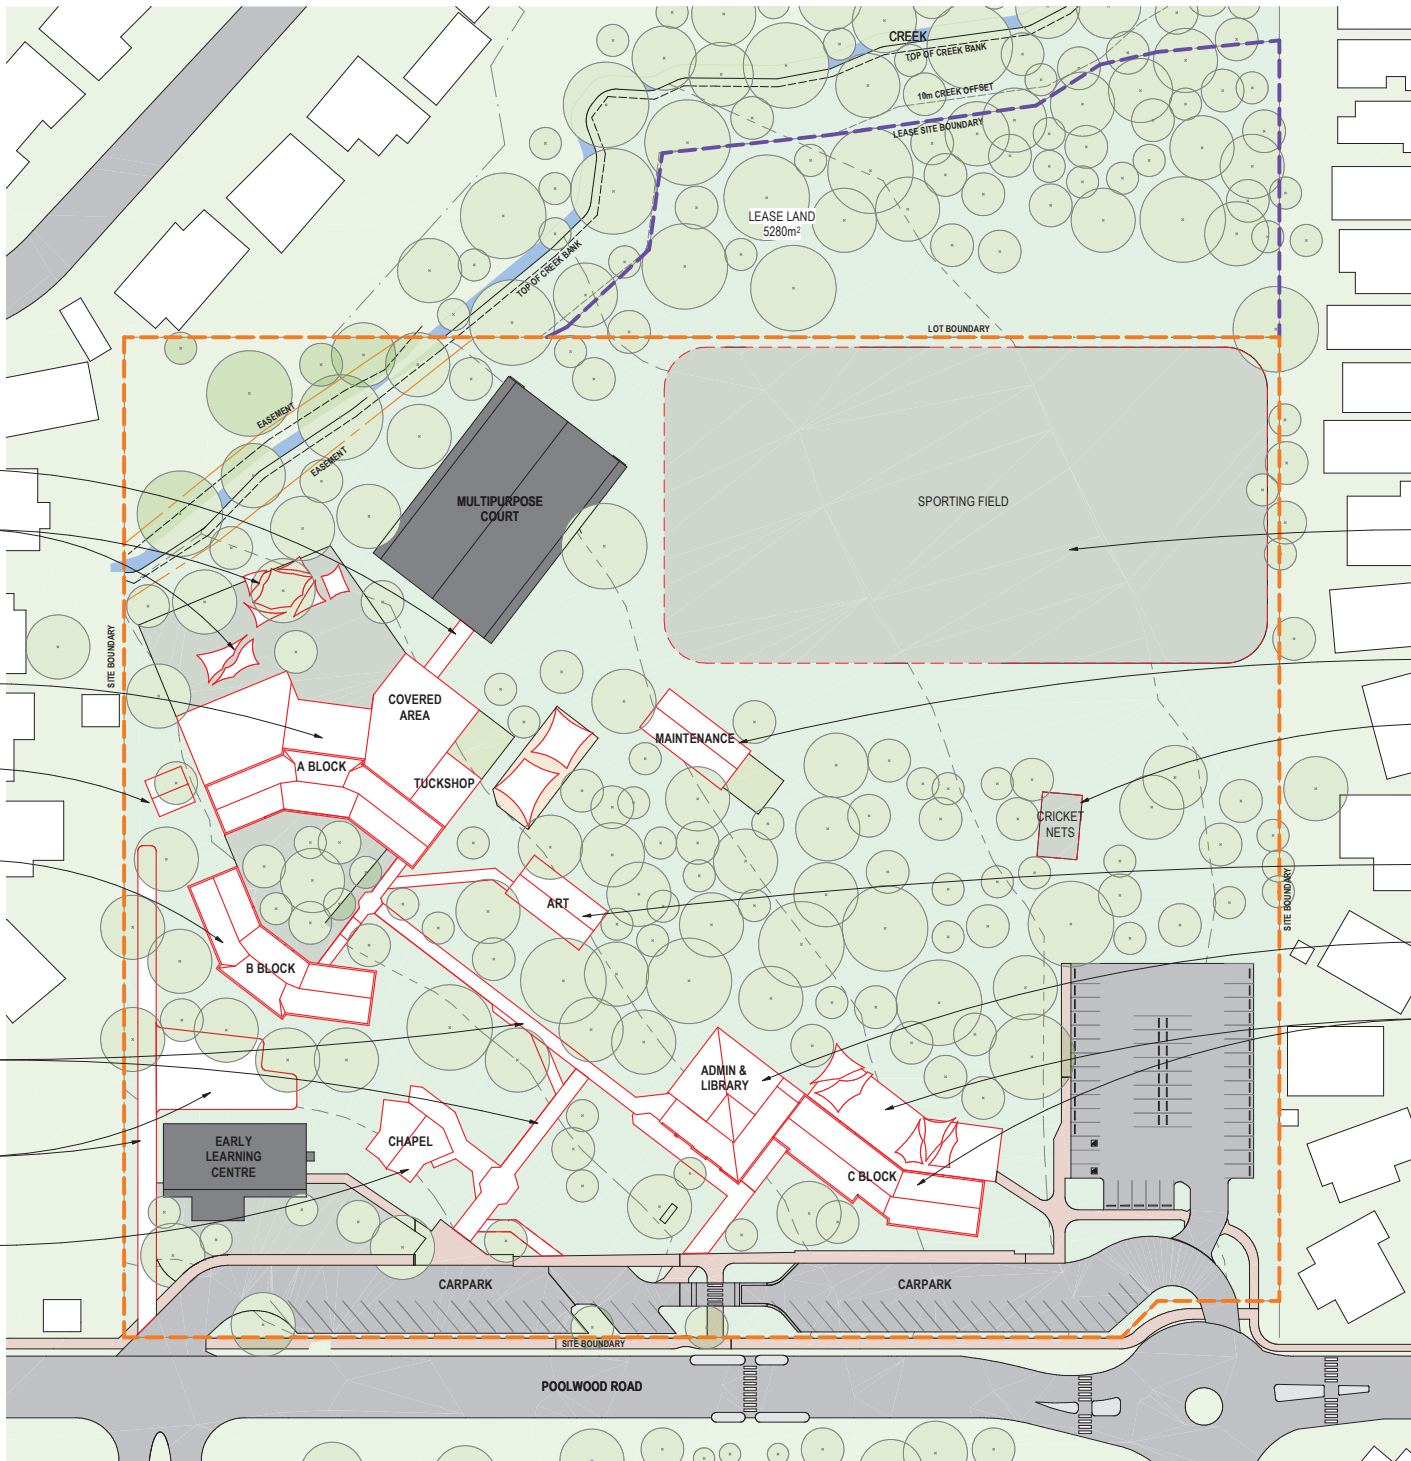 CREEK
TOP OF CREEK BANK
10m CREEK OFFSET
LEASE SITE BOUNDARY
LEASE LAND
5280m²
TOP OF CREEK BANK
LOT BOUNDARY
EASEMENT
EASEMENT
MULTIPURPOSE
COURT
SPORTING FIELD
SITE BOUNDARY
COVERED
AREA
MAINTENANCE
A BLOCK
TUCKSHOP
CRICKET
NETS
ART
SITE BOUNDARY
B BLOCK
ADMIN &
LIBRARY
EARLY
LEARNING
CENTRE
CHAPEL
C BLOCK
CARPARK
CARPARK
SITE BOUNDARY
POOLWOOD ROAD